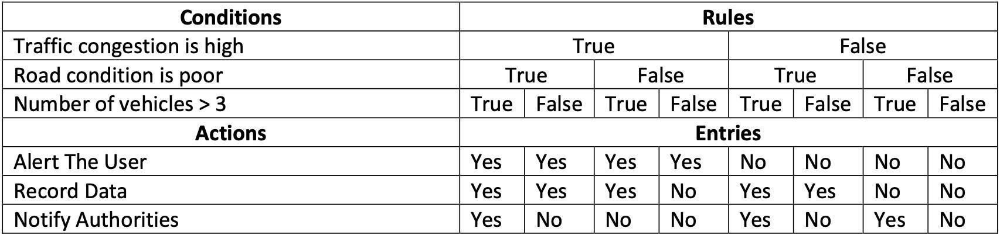 Conditions Rules
Traffic congestion is high True False
Road condition is poor True False True False
Number of vehicles > 3 True False True False True False True False
Actions Entries
Alert The User Yes Yes Yes Yes No No No No
Record Data Yes Yes Yes No Yes Yes No No
Notify Authorities Yes No No No Yes No Yes No